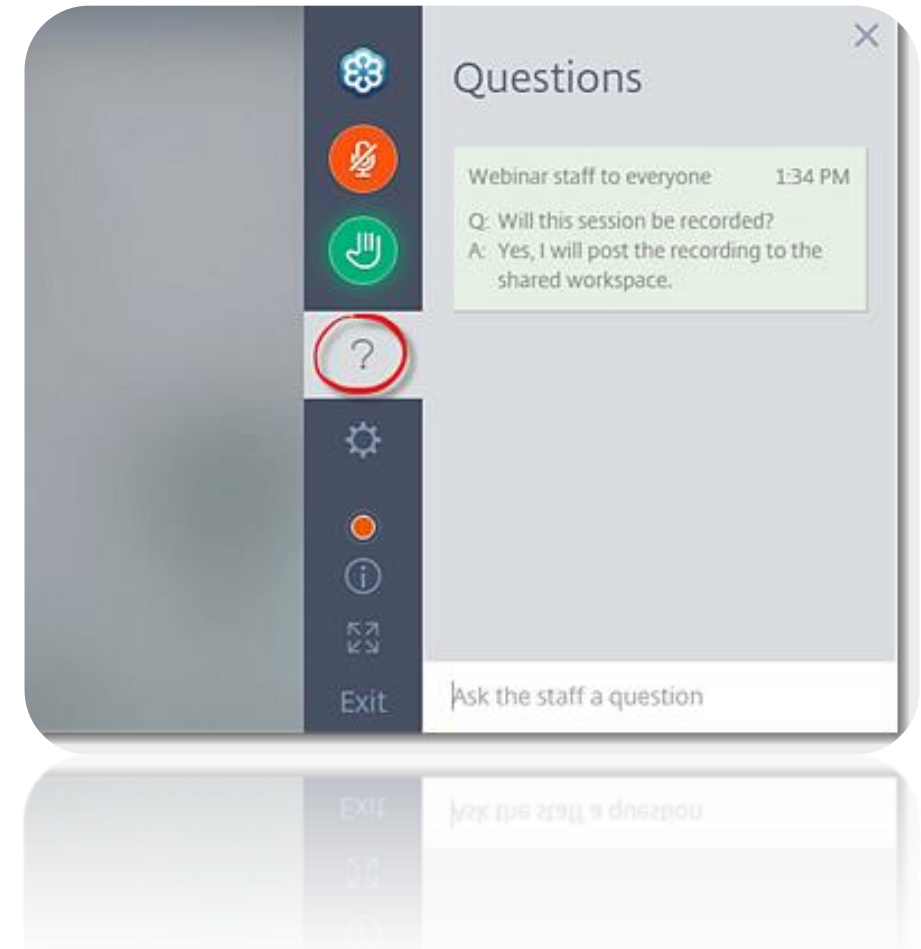 Questions
Webinar staff to everyone 1:34 PM
Q: Will this session be recorded?
A: Yes, I will post the recording to the
shared workspace.
?
Exit
Ask the staff a question